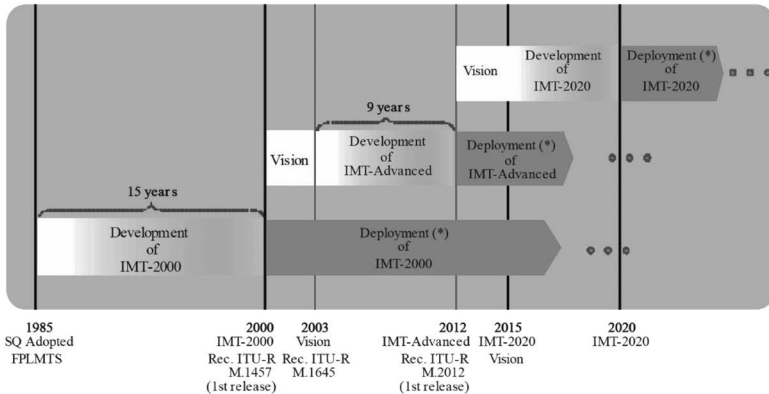 Vision
Development
of
IMT-2020
Deployment (*)
of
IMT-2020
9 years
Vision
Development
of
IMT-Advanced
Deployment (*)
of
IMT-Advanced
15 years
Development
of
IMT-2000
Deployment (*)
of
IMT-2000
1985
SQ Adopted
FPLMTS
2000
IMT-2000
Rec. ITU-R
M.1457
(1st release)
2003
Vision
Rec. ITU-R
M.1645
2012
IMT-Advanced
Rec. ITU-R
M.2012
(1st release)
2015
IMT-2020
Vision
2020
IMT-2020